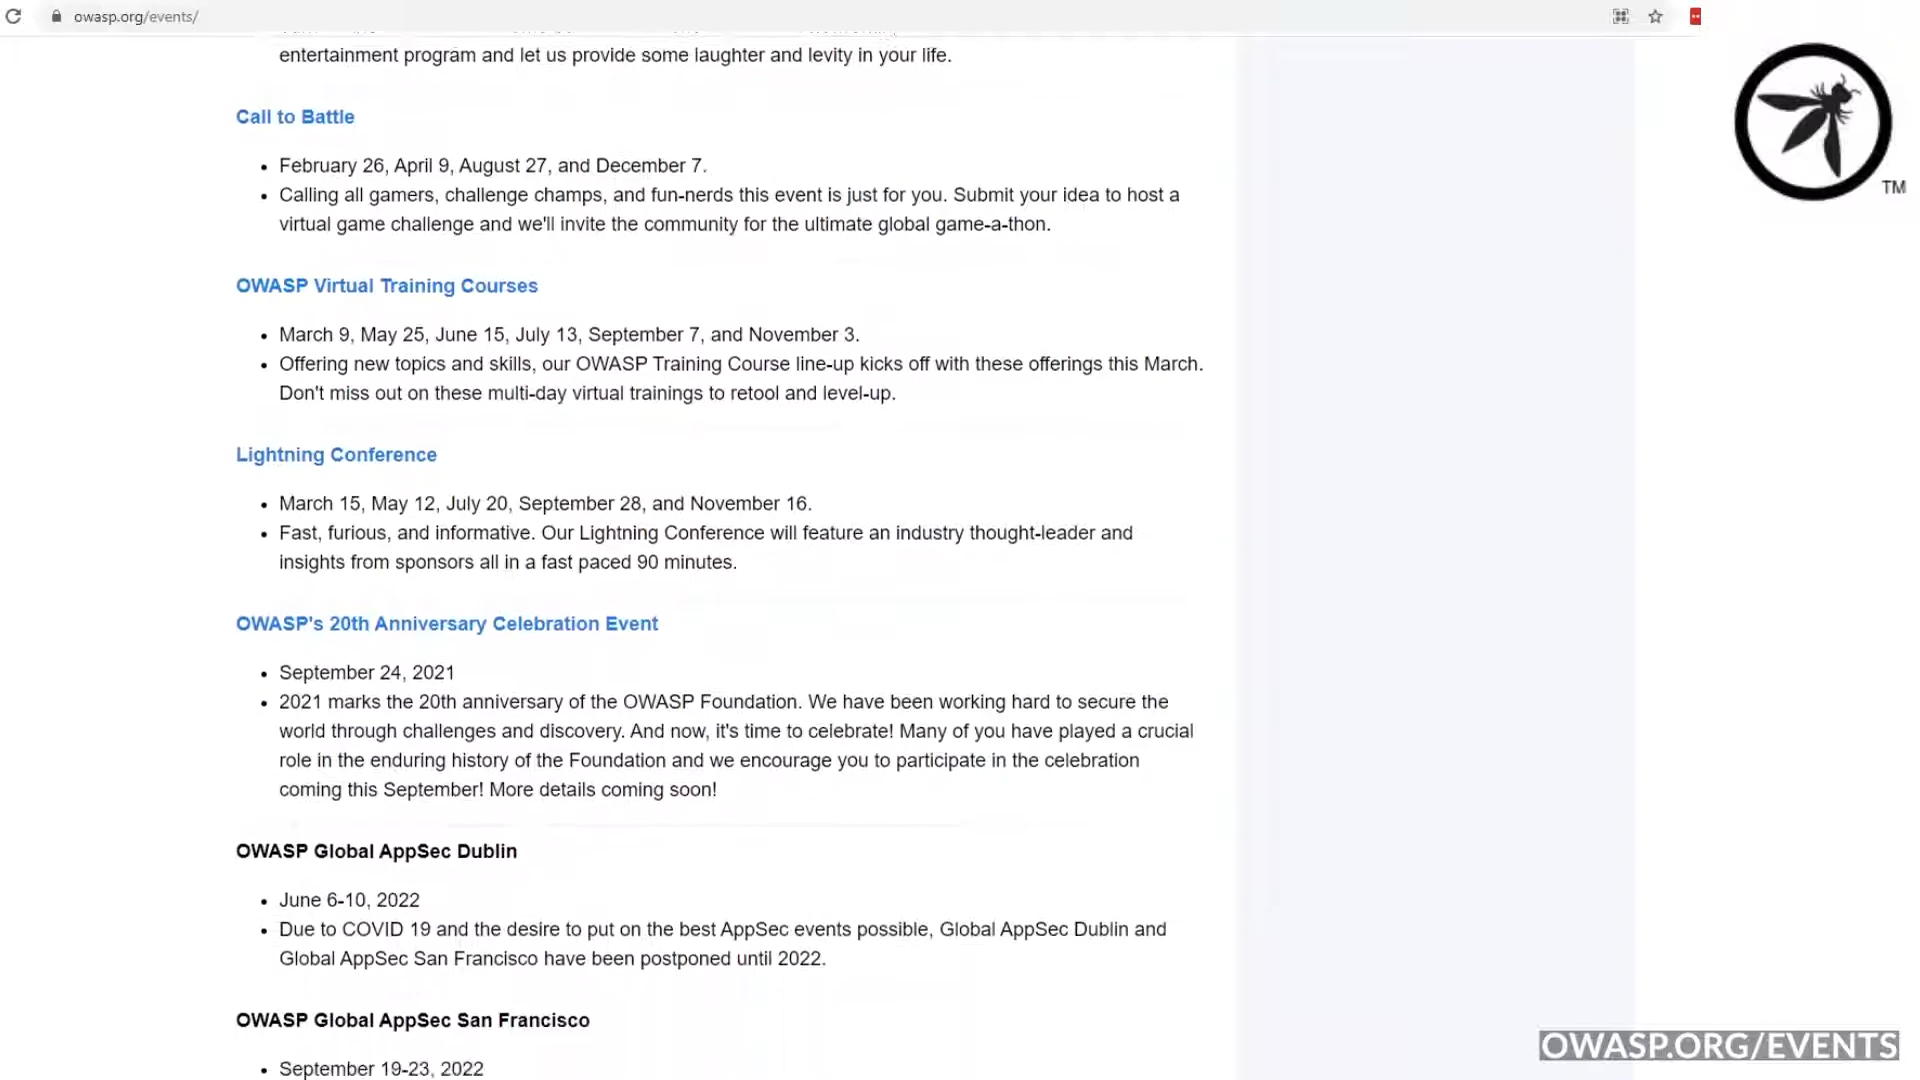 owasp.org/events/
entertainment program and let us provide some laughter and levity in your life.
Call to Battle
February 26, April 9, August 27, and December 7.
Calling all gamers, challenge champs, and fun-nerds this event is just for you. Submit your idea to host a
virtual game challenge and we'll invite the community for the ultimate global game-a-thon.
OWASP Virtual Training Courses
March 9, May 25, June 15, July 13, September 7, and November 3.
Offering new topics and skills, our OWASP Training Course line-up kicks off with these offerings this March.
Don't miss out on these multi-day virtual trainings to retool and level-up.
Lightning Conference
March 15, May 12, July 20, September 28, and November 16.
Fast, furious, and informative. Our Lightning Conference will feature an industry thought-leader and
insights from sponsors all in a fast paced 90 minutes.
OWASP's 20th Anniversary Celebration Event
September 24, 2021
2021 marks the 20th anniversary of the OWASP Foundation. We have been working hard to secure the
world through challenges and discovery. And now, it's time to celebrate! Many of you have played a crucial
role in the enduring history of the Foundation and we encourage you to participate in the celebration
coming this September! More details coming soon!
OWASP Global AppSec Dublin
June 6-10, 2022
Due to COVID 19 and the desire to put on the best AppSec events possible, Global AppSec Dublin and
Global AppSec San Francisco have been postponed until 2022.
OWASP Global AppSec San Francisco
September 19-23, 2022
TM
OWASP.ORG/EVENTS